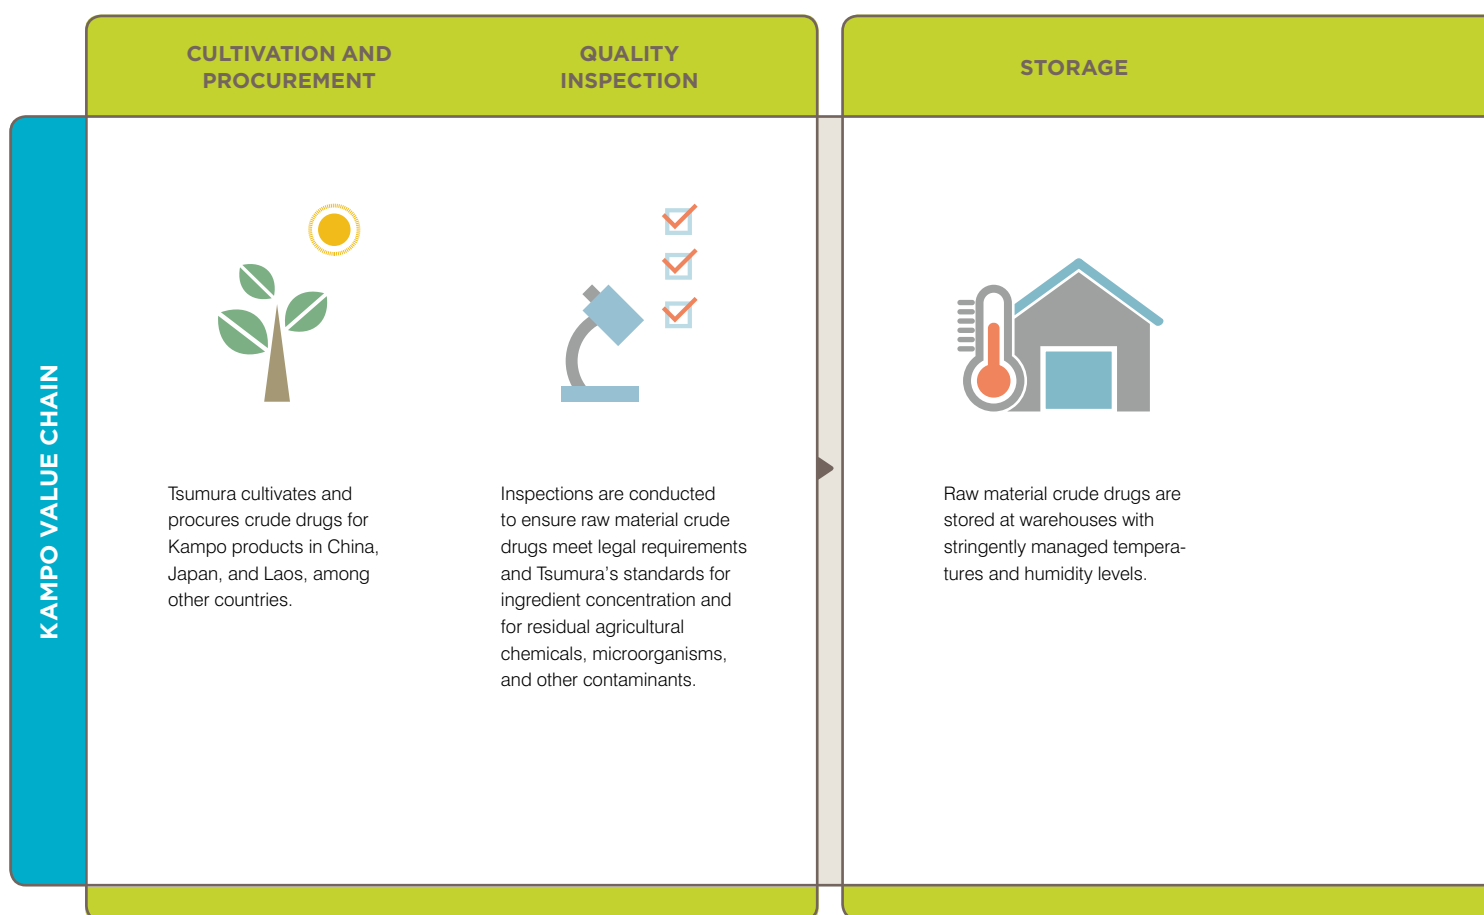 CULTIVATION AND
PROCUREMENT
QUALITY
INSPECTION
STORAGE
KAMPO VALUE CHAIN
Tsumura cultivates and
procures crude drugs for
Kampo products in China,
Japan, and Laos, among
other countries.
Inspections are conducted
to ensure raw material crude
drugs meet legal requirements
and Tsumura’s standards for
ingredient concentration and
for residual agricultural
chemicals, microorganisms,
and other contaminants.
Raw material crude drugs are
stored at warehouses with
stringently managed tempera-
tures and humidity levels.